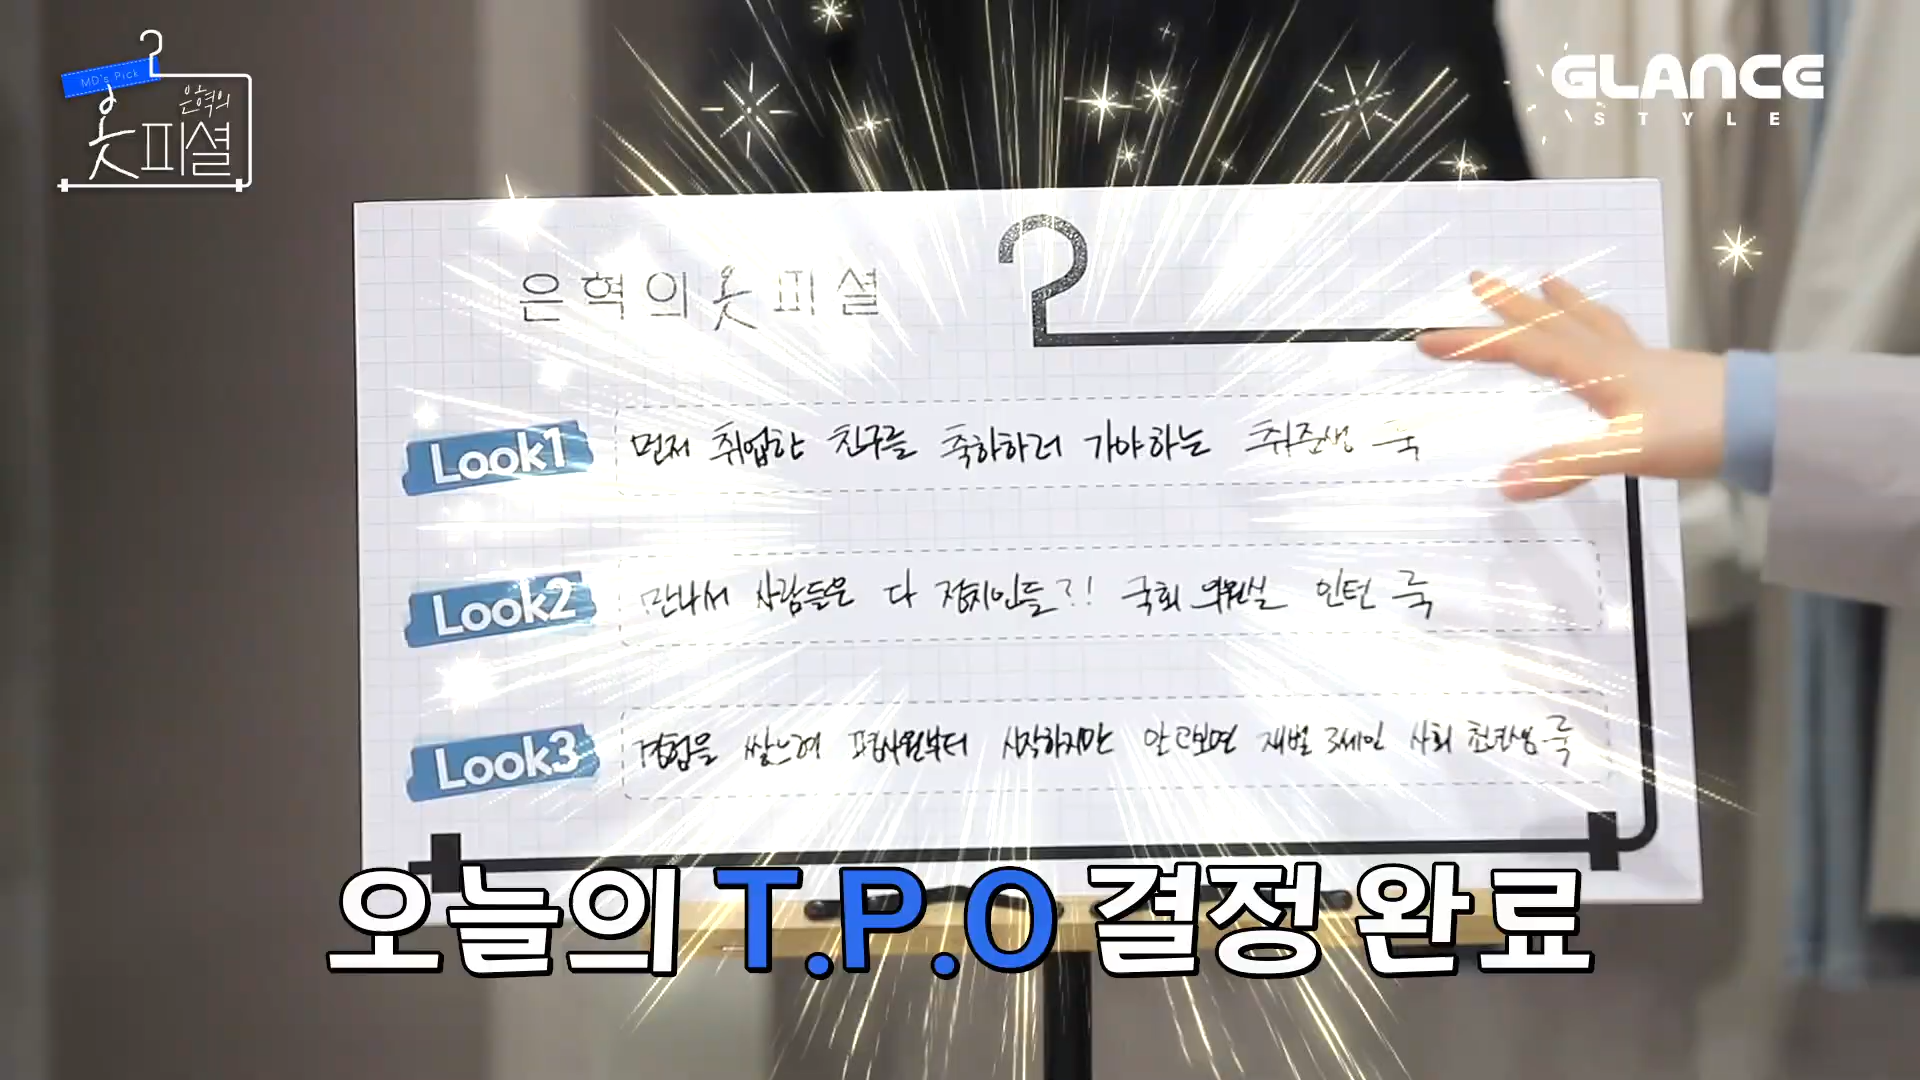 MD's Pick
은혁의
옷피셜
GLANCE
STYLE
은혁의 옷피셜
Look1 먼저 취업한 친구를 축하하러 가야하는 취준생 룩
Look2 만나서 사람들은 다 정치인들?! 국회 의원실 인턴 룩
Look3 경험을 쌓으려 평사원부터 시작하지만 알고보면 재벌 3세인 사회 초년생 룩
오늘의 T.P.O 결정 완료